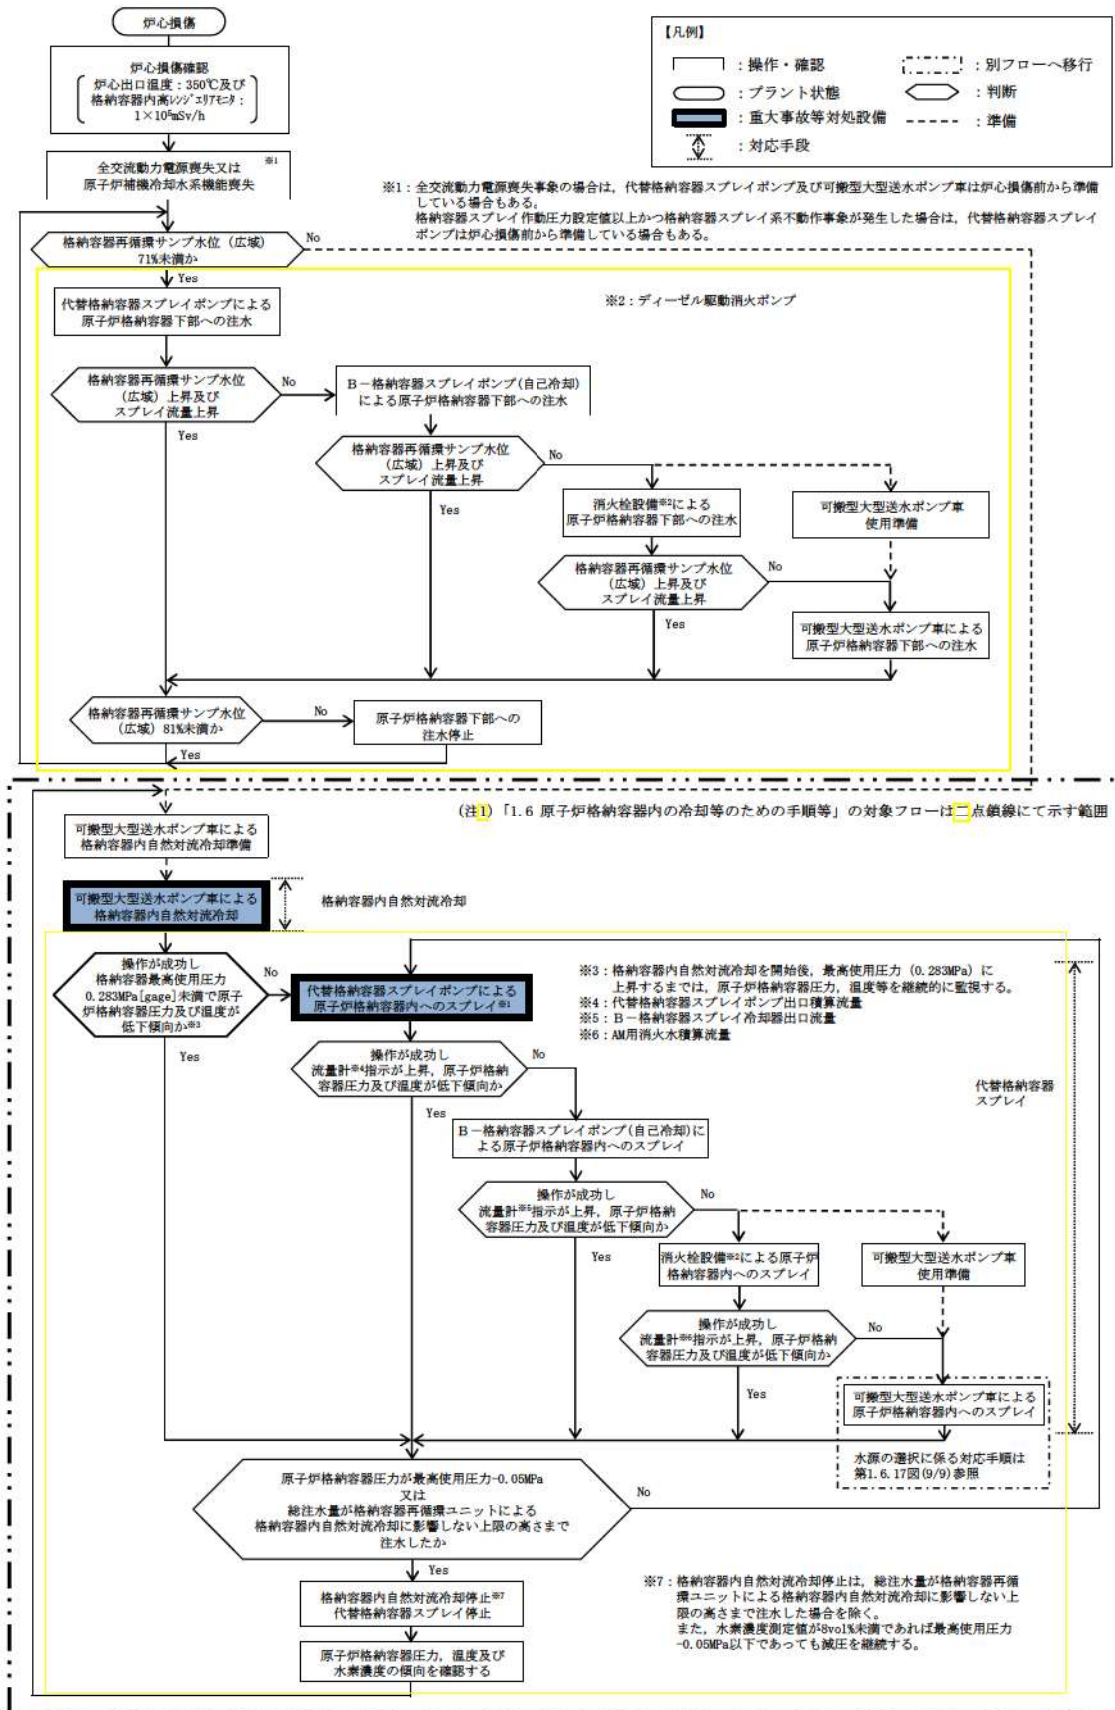 炉心損傷
炉心損傷確認
炉心出口温度：350℃及び
格納容器内高ﾚﾝｼﾞｴﾘｱﾓﾆﾀ：
1×10⁵mSv/h
全交流動力電源喪失又は
原子炉補機冷却水系機能喪失
※1
【凡例】
：操作・確認
：別フローへ移行
：プラント状態
：判断
：重大事故等対処設備
：準備
：対応手段
※1：全交流動力電源喪失事象の場合は，代替格納容器スプレイポンプ及び可搬型大型送水ポンプ車は炉心損傷前から準備
している場合もある。
格納容器スプレイ作動圧力設定値以上かつ格納容器スプレイ系不動作事象が発生した場合は，代替格納容器スプレイ
ポンプは炉心損傷前から準備している場合もある。
格納容器再循環サンプ水位（広域）
71%未満か
No
Yes
代替格納容器スプレイポンプによる
原子炉格納容器下部への注水
※2：ディーゼル駆動消火ポンプ
格納容器再循環サンプ水位
（広域）上昇及び
スプレイ流量上昇
No
Yes
B－格納容器スプレイポンプ(自己冷却)
による原子炉格納容器下部への注水
格納容器再循環サンプ水位
（広域）上昇及び
スプレイ流量上昇
No
Yes
消火栓設備※2による
原子炉格納容器下部への注水
可搬型大型送水ポンプ車
使用準備
格納容器再循環サンプ水位
（広域）上昇及び
スプレイ流量上昇
No
Yes
可搬型大型送水ポンプ車による
原子炉格納容器下部への注水
格納容器再循環サンプ水位
（広域）81%未満か
No
Yes
原子炉格納容器下部への
注水停止
(注1)「1.6 原子炉格納容器内の冷却等のための手順等」の対象フローは二点鎖線にて示す範囲
可搬型大型送水ポンプ車による
格納容器内自然対流冷却準備
可搬型大型送水ポンプ車による
格納容器内自然対流冷却
格納容器内自然対流冷却
操作が成功し
格納容器最高使用圧力
0.283MPa[gage]未満で原子
炉格納容器圧力及び温度が
低下傾向か※3
No
Yes
代替格納容器スプレイポンプによる
原子炉格納容器内へのスプレイ※1
※3：格納容器内自然対流冷却を開始後，最高使用圧力（0.283MPa）に
上昇するまでは，原子炉格納容器圧力，温度等を継続的に監視する。
※4：代替格納容器スプレイポンプ出口積算流量
※5：B－格納容器スプレイ冷却器出口流量
※6：AM用消火水積算流量
操作が成功し
流量計※4指示が上昇，原子炉格納
容器圧力及び温度が低下傾向か
No
Yes
代替格納容器
スプレイ
B－格納容器スプレイポンプ(自己冷却)に
よる原子炉格納容器内へのスプレイ
操作が成功し
流量計※5指示が上昇，原子炉格納
容器圧力及び温度が低下傾向か
No
Yes
消火栓設備※2による原子炉
格納容器内へのスプレイ
可搬型大型送水ポンプ車
使用準備
操作が成功し
流量計※6指示が上昇，原子炉格納
容器圧力及び温度が低下傾向か
No
Yes
可搬型大型送水ポンプ車による
原子炉格納容器内へのスプレイ
水源の選択に係る対応手順は
第1.6.17図(9/9)参照
原子炉格納容器圧力が最高使用圧力-0.05MPa
又は
総注水量が格納容器再循環ユニットによる
格納容器内自然対流冷却に影響しない上限の高さまで
注水したか
No
Yes
格納容器内自然対流冷却停止※7
代替格納容器スプレイ停止
※7：格納容器内自然対流冷却停止は，総注水量が格納容器再循
環ユニットによる格納容器内自然対流冷却に影響しない上
限の高さまで注水した場合を除く。
また，水素濃度測定値が8vol%未満であれば最高使用圧力
-0.05MPa以下であっても減圧を継続する。
原子炉格納容器圧力，温度及び
水素濃度の傾向を確認する